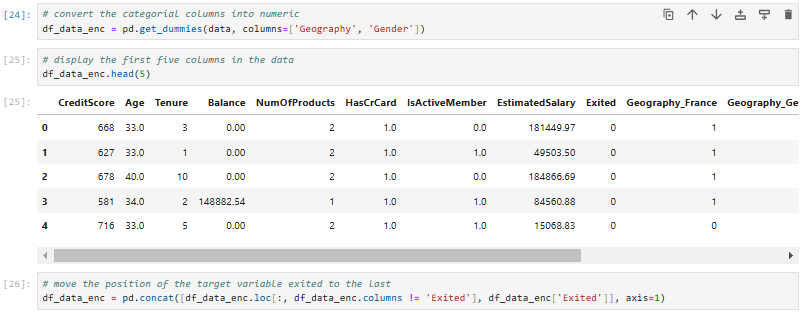 [24]: # convert the categorial columns into numeric
df_data_enc = pd.get_dummies(data, columns=['Geography', 'Gender'])
[25]: # display the first five columns in the data
df_data_enc.head(5)
[25]: CreditScore Age Tenure Balance NumOfProducts HasCrCard IsActiveMember EstimatedSalary Exited Geography_France Geography_Ge
0 668 33.0 3 0.00 2 1.0 0.0 181449.97 0 1
1 627 33.0 1 0.00 2 1.0 1.0 49503.50 0 1
2 678 40.0 10 0.00 2 1.0 0.0 184866.69 0 1
3 581 34.0 2 148882.54 1 1.0 1.0 84560.88 0 1
4 716 33.0 5 0.00 2 1.0 1.0 15068.83 0 0
[26]: # move the position of the target variable exited to the last
df_data_enc = pd.concat([df_data_enc.loc[:, df_data_enc.columns != 'Exited'], df_data_enc['Exited']], axis=1)